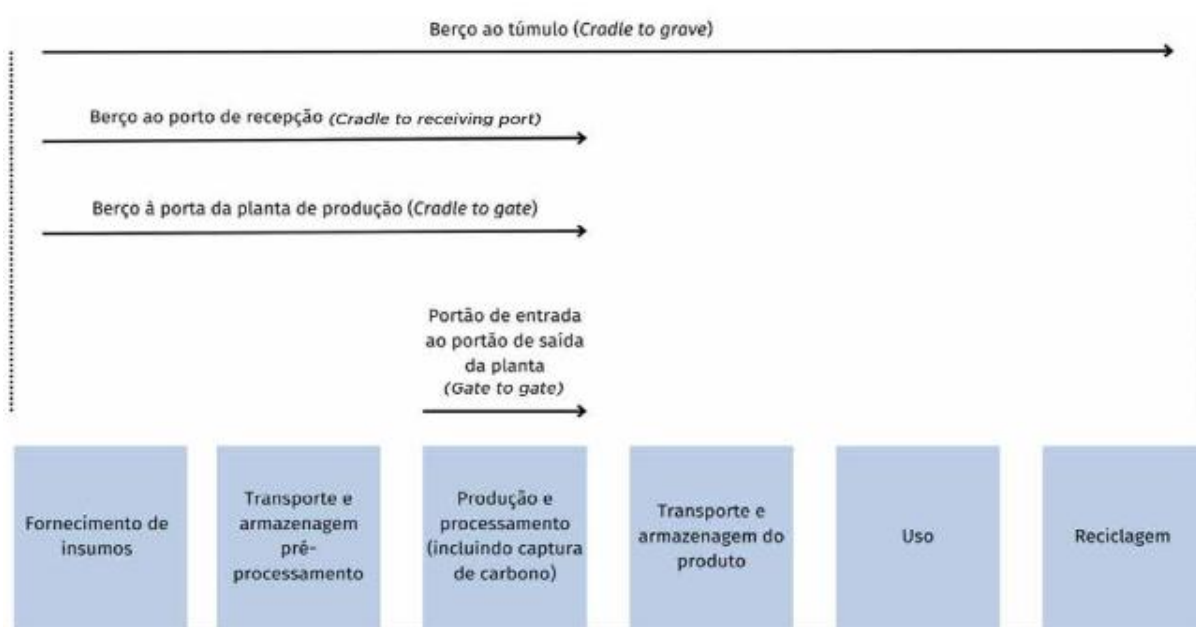 Berço ao túmulo (Cradle to grave)
Berço ao porto de recepção (Cradle to receiving port)
Berço à porta da planta de produção (Cradle to gate)
Portão de entrada
ao portão de saída
da planta
(Gate to gate)
Fornecimento de
insumos
Transporte e
armazenagem
pré-
processamento
Produção e
processamento
(incluindo captura
de carbono)
Transporte e
armazenagem do
produto
Uso
Reciclagem